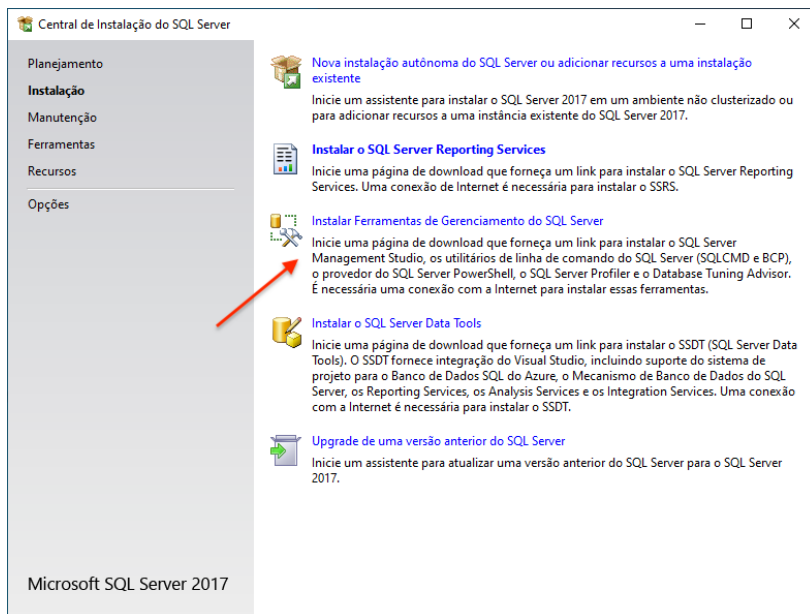 Central de Instalação do SQL Server
Planejamento
Instalação
Manutenção
Ferramentas
Recursos
Opções
Nova instalação autônoma do SQL Server ou adicionar recursos a uma instalação
existente
Inicie um assistente para instalar o SQL Server 2017 em um ambiente não clusterizado ou
para adicionar recursos a uma instância existente do SQL Server 2017.
Instalar o SQL Server Reporting Services
Inicie uma página de download que forneça um link para instalar o SQL Server Reporting
Services. Uma conexão de Internet é necessária para instalar o SSRS.
Instalar Ferramentas de Gerenciamento do SQL Server
Inicie uma página de download que forneça um link para instalar o SQL Server
Management Studio, os utilitários de linha de comando do SQL Server (SQLCMD e BCP),
o provedor do SQL Server PowerShell, o SQL Server Profiler e o Database Tuning Advisor.
É necessária uma conexão com a Internet para instalar essas ferramentas.
Instalar o SQL Server Data Tools
Inicie uma página de download que forneça um link para instalar o SSDT (SQL Server Data
Tools). O SSDT fornece integração do Visual Studio, incluindo suporte do sistema de
projeto para o Banco de Dados SQL do Azure, o Mecanismo de Banco de Dados do SQL
Server, os Reporting Services, os Analysis Services e os Integration Services. Uma conexão
com a Internet é necessária para instalar o SSDT.
Upgrade de uma versão anterior do SQL Server
Inicie um assistente para atualizar uma versão anterior do SQL Server para o SQL Server
2017.
Microsoft SQL Server 2017